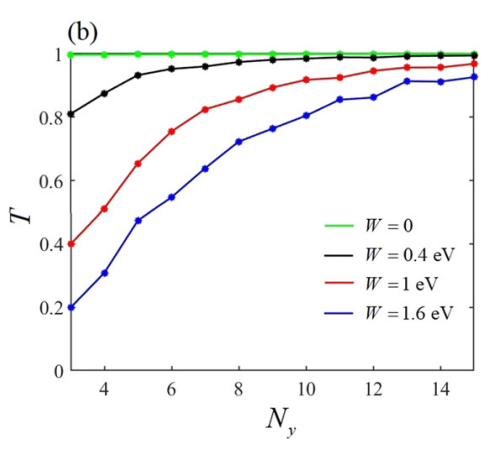 (b)
1
0.8
0.6
0.4
0.2
0
T
W = 0
W = 0.4 eV
W = 1 eV
W = 1.6 eV
4 6 8 10 12 14
N_y